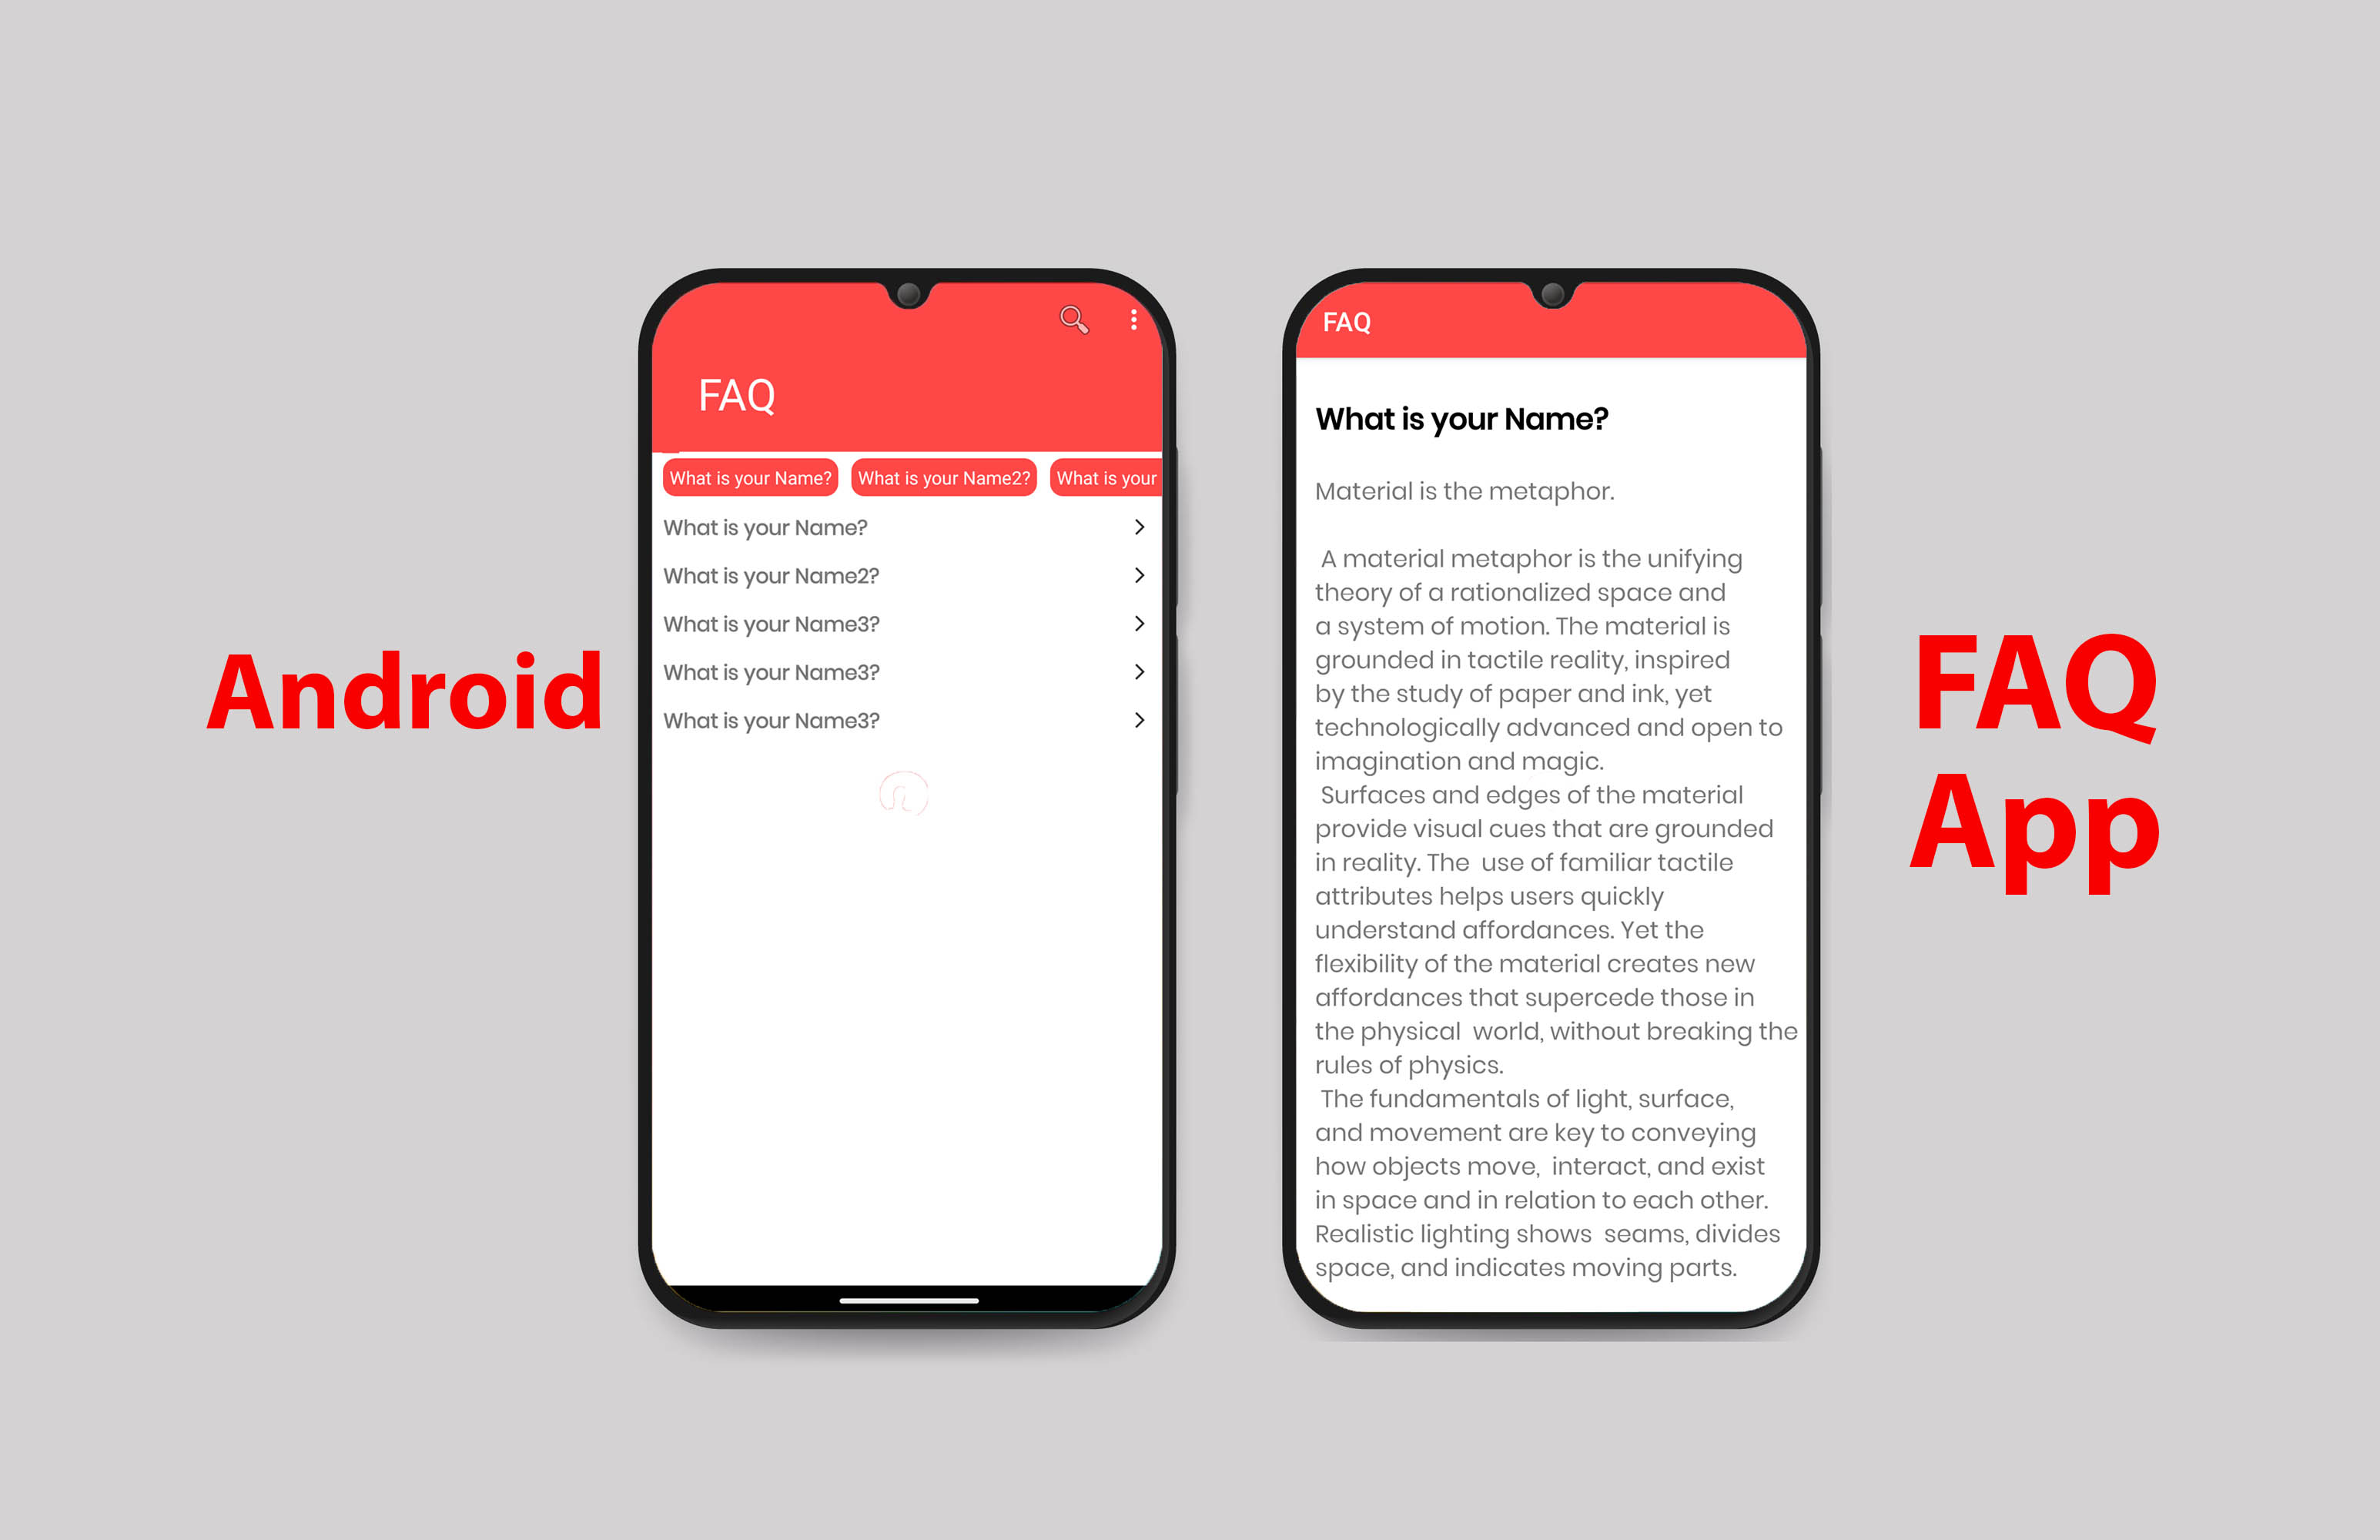 Android
FAQ
What is your Name?
What is your Name2?
What is your
What is your Name?
What is your Name2?
What is your Name3?
What is your Name3?
What is your Name3?
FAQ
What is your Name?
Material is the metaphor.
A material metaphor is the unifying
theory of a rationalized space and
a system of motion. The material is
grounded in tactile reality, inspired
by the study of paper and ink, yet
technologically advanced and open to
imagination and magic.
Surfaces and edges of the material
provide visual cues that are grounded
in reality. The  use of familiar tactile
attributes helps users quickly
understand affordances. Yet the
flexibility of the material creates new
affordances that supercede those in
the physical  world, without breaking the
rules of physics.
The fundamentals of light, surface,
and movement are key to conveying
how objects move,  interact, and exist
in space and in relation to each other.
Realistic lighting shows  seams, divides
space, and indicates moving parts.
FAQ
App